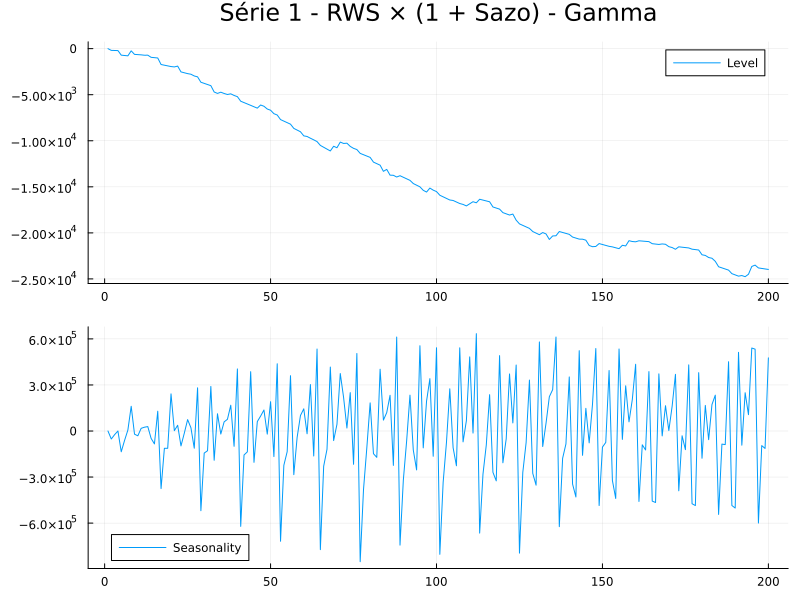 Série 1 - RWS × (1 + Sazo) - Gamma
0
−5.00×10³
−1.00×10⁴
−1.50×10⁴
−2.00×10⁴
−2.50×10⁴
Level
0 50 100 150 200
6.0×10⁵
3.0×10⁵
0
−3.0×10⁵
−6.0×10⁵
Seasonality
0 50 100 150 200